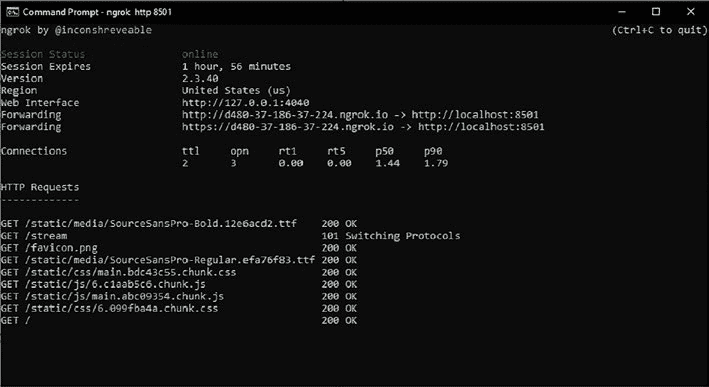 Command Prompt - ngrok  http 8501
ngrok by @inconshreveable (Ctrl+C to quit)
Session Status online
Session Expires 1 hour, 56 minutes
Version 2.3.40
Region United States (us)
Web Interface http://127.0.0.1:4040
Forwarding http://d480-37-186-37-224.ngrok.io -> http://localhost:8501
Forwarding https://d480-37-186-37-224.ngrok.io -> http://localhost:8501
Connections ttl opn rt1 rt5 p50 p90
2 3 0.00 0.00 1.44 1.79
HTTP Requests
-------------
GET /static/media/SourceSansPro-Bold.12e6acd2.ttf 200 OK
GET /stream 101 Switching Protocols
GET /favicon.png 200 OK
GET /static/media/SourceSansPro-Regular.efa76f83.ttf 200 OK
GET /static/css/main.bdc43c55.chunk.css 200 OK
GET /static/js/6.c1aab5c6.chunk.js 200 OK
GET /static/js/main.abc09354.chunk.js 200 OK
GET /static/css/6.099fba4a.chunk.css 200 OK
GET / 200 OK